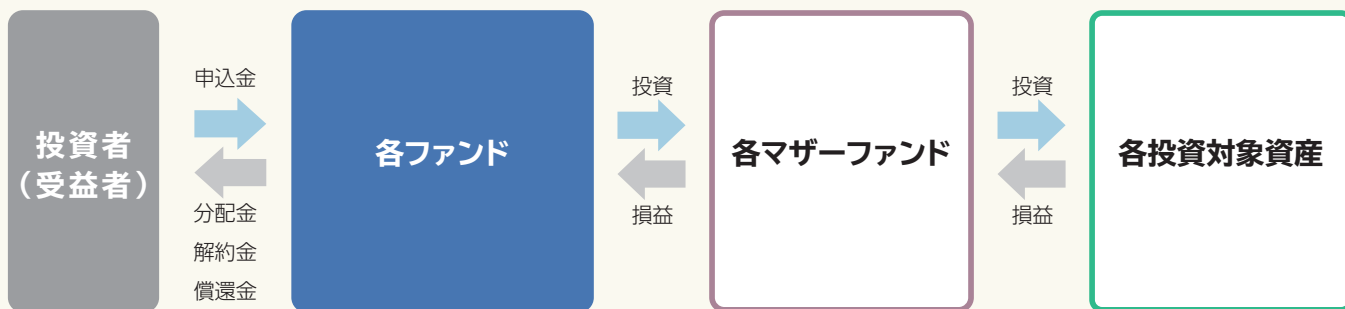 投資者
（受益者）
申込金
分配金
解約金
償還金
各ファンド
投資
損益
各マザーファンド
投資
損益
各投資対象資産